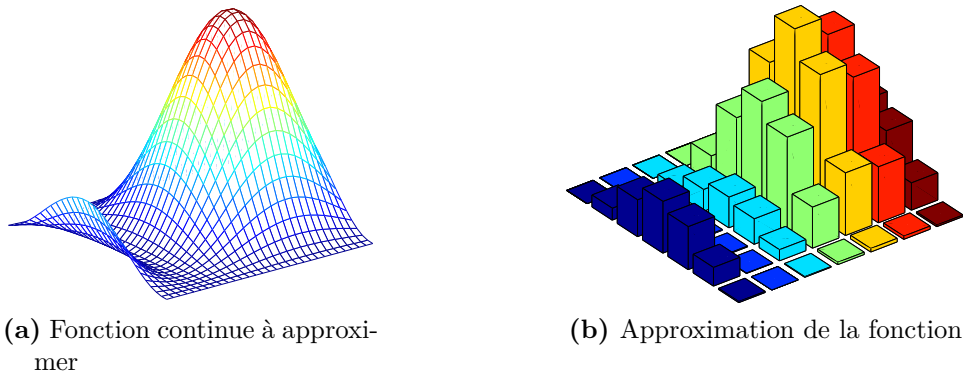 (a) Fonction continue à approxi-
mer
(b) Approximation de la fonction